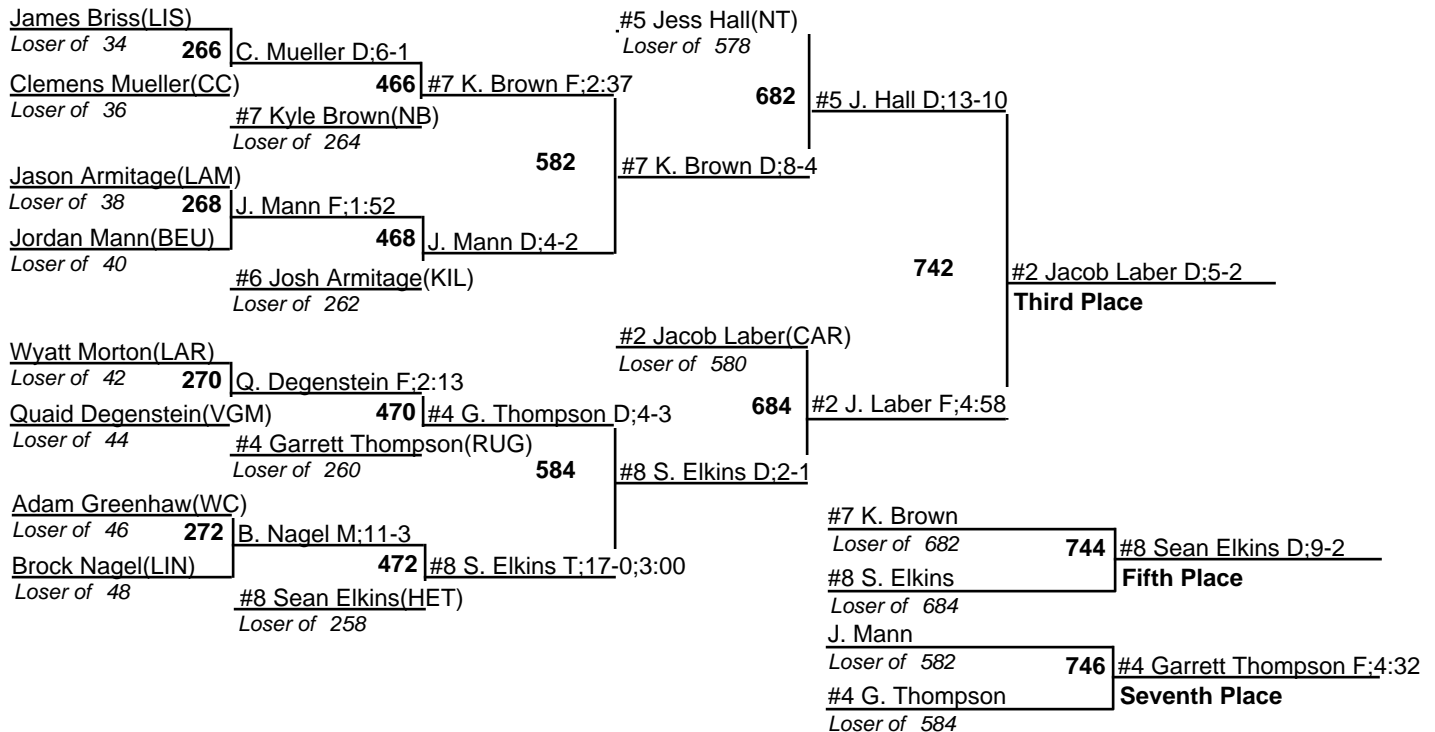 James Briss(LIS)
Loser of 34
266
C. Mueller D;6-1
Clemens Mueller(CC)
Loser of 36
466
#7 K. Brown F;2:37
#7 Kyle Brown(NB)
Loser of 264
Jason Armitage(LAM)
Loser of 38
268
J. Mann F;1:52
Jordan Mann(BEU)
Loser of 40
468
J. Mann D;4-2
#6 Josh Armitage(KIL)
Loser of 262
582
#7 K. Brown D;8-4
#5 Jess Hall(NT)
Loser of 578
682
#5 J. Hall D;13-10
Wyatt Morton(LAR)
Loser of 42
270
Q. Degenstein F;2:13
Quaid Degenstein(VGM)
Loser of 44
470
#4 G. Thompson D;4-3
#4 Garrett Thompson(RUG)
Loser of 260
Adam Greenhaw(WC)
Loser of 46
272
B. Nagel M;11-3
Brock Nagel(LIN)
Loser of 48
472
#8 S. Elkins T;17-0;3:00
#8 Sean Elkins(HET)
Loser of 258
584
#8 S. Elkins D;2-1
#2 Jacob Laber(CAR)
Loser of 580
684
#2 J. Laber F;4:58
742
#2 Jacob Laber D;5-2
Third Place
#7 K. Brown
Loser of 682
744
#8 Sean Elkins D;9-2
#8 S. Elkins
Fifth Place
Loser of 684
J. Mann
Loser of 582
746
#4 Garrett Thompson F;4:32
#4 G. Thompson
Seventh Place
Loser of 584